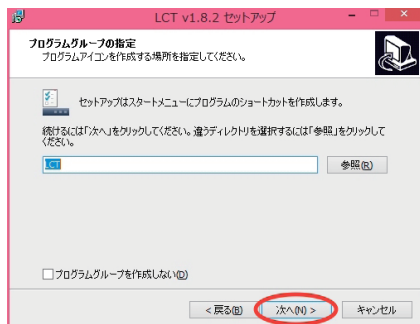 LCT v1.8.2 セットアップ
プログラムグループの指定
プログラムアイコンを作成する場所を指定してください。
セットアップはスタートメニューにプログラムのショートカットを作成します。
続けるには「次へ」をクリックしてください。違うディレクトリを選択するには「参照」をクリックして
ください。
LCT
参照(R)
プログラムグループを作成しない(D)
< 戻る(B)
次へ(N) >
キャンセル